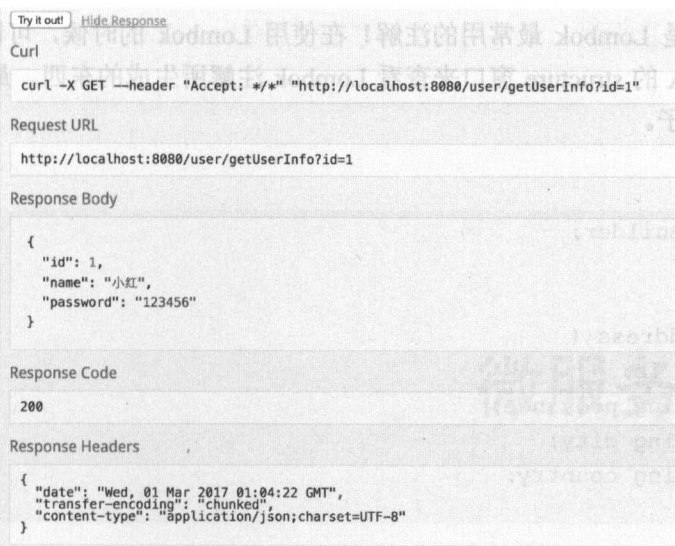 Try it out! Hide Response
Curl
curl -X GET --header "Accept: */*" "http://localhost:8080/user/getUserInfo?id=1"
Request URL
http://localhost:8080/user/getUserInfo?id=1
Response Body
{
"id": 1,
"name": "小红",
"password": "123456"
}
Response Code
200
Response Headers
{
"date": "Wed, 01 Mar 2017 01:04:22 GMT",
"transfer-encoding": "chunked",
"content-type": "application/json;charset=UTF-8"
}